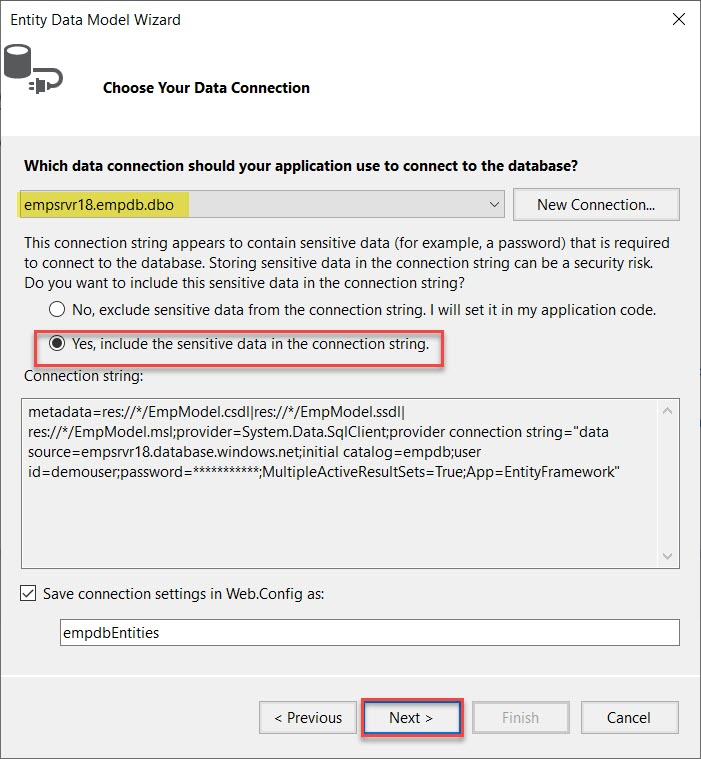 Entity Data Model Wizard
Choose Your Data Connection
Which data connection should your application use to connect to the database?
empsrvr18.empdb.dbo
New Connection...
This connection string appears to contain sensitive data (for example, a password) that is required
to connect to the database. Storing sensitive data in the connection string can be a security risk.
Do you want to include this sensitive data in the connection string?
No, exclude sensitive data from the connection string. I will set it in my application code.
Yes, include the sensitive data in the connection string.
Connection string:
metadata=res://*/EmpModel.csdl|res://*/EmpModel.ssdl|
res://*/EmpModel.msl;provider=System.Data.SqlClient;provider connection string="data
source=empsrvr18.database.windows.net;initial catalog=empdb;user
id=demouser;password=***********;MultipleActiveResultSets=True;App=EntityFramework"
Save connection settings in Web.Config as:
empdbEntities
< Previous
Next >
Finish
Cancel